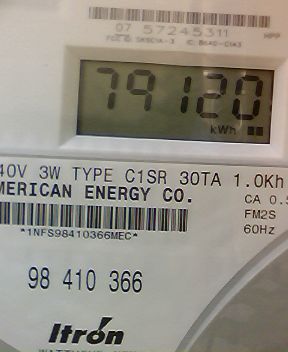 07 57245311
79120
kWh
40V 3W TYPE C1SR 30TA 1.0Kh
MERICAN ENERGY CO.
CA 0.5
FM2S
60Hz
*1NFS98410366MEC*
98 410 366
Itron